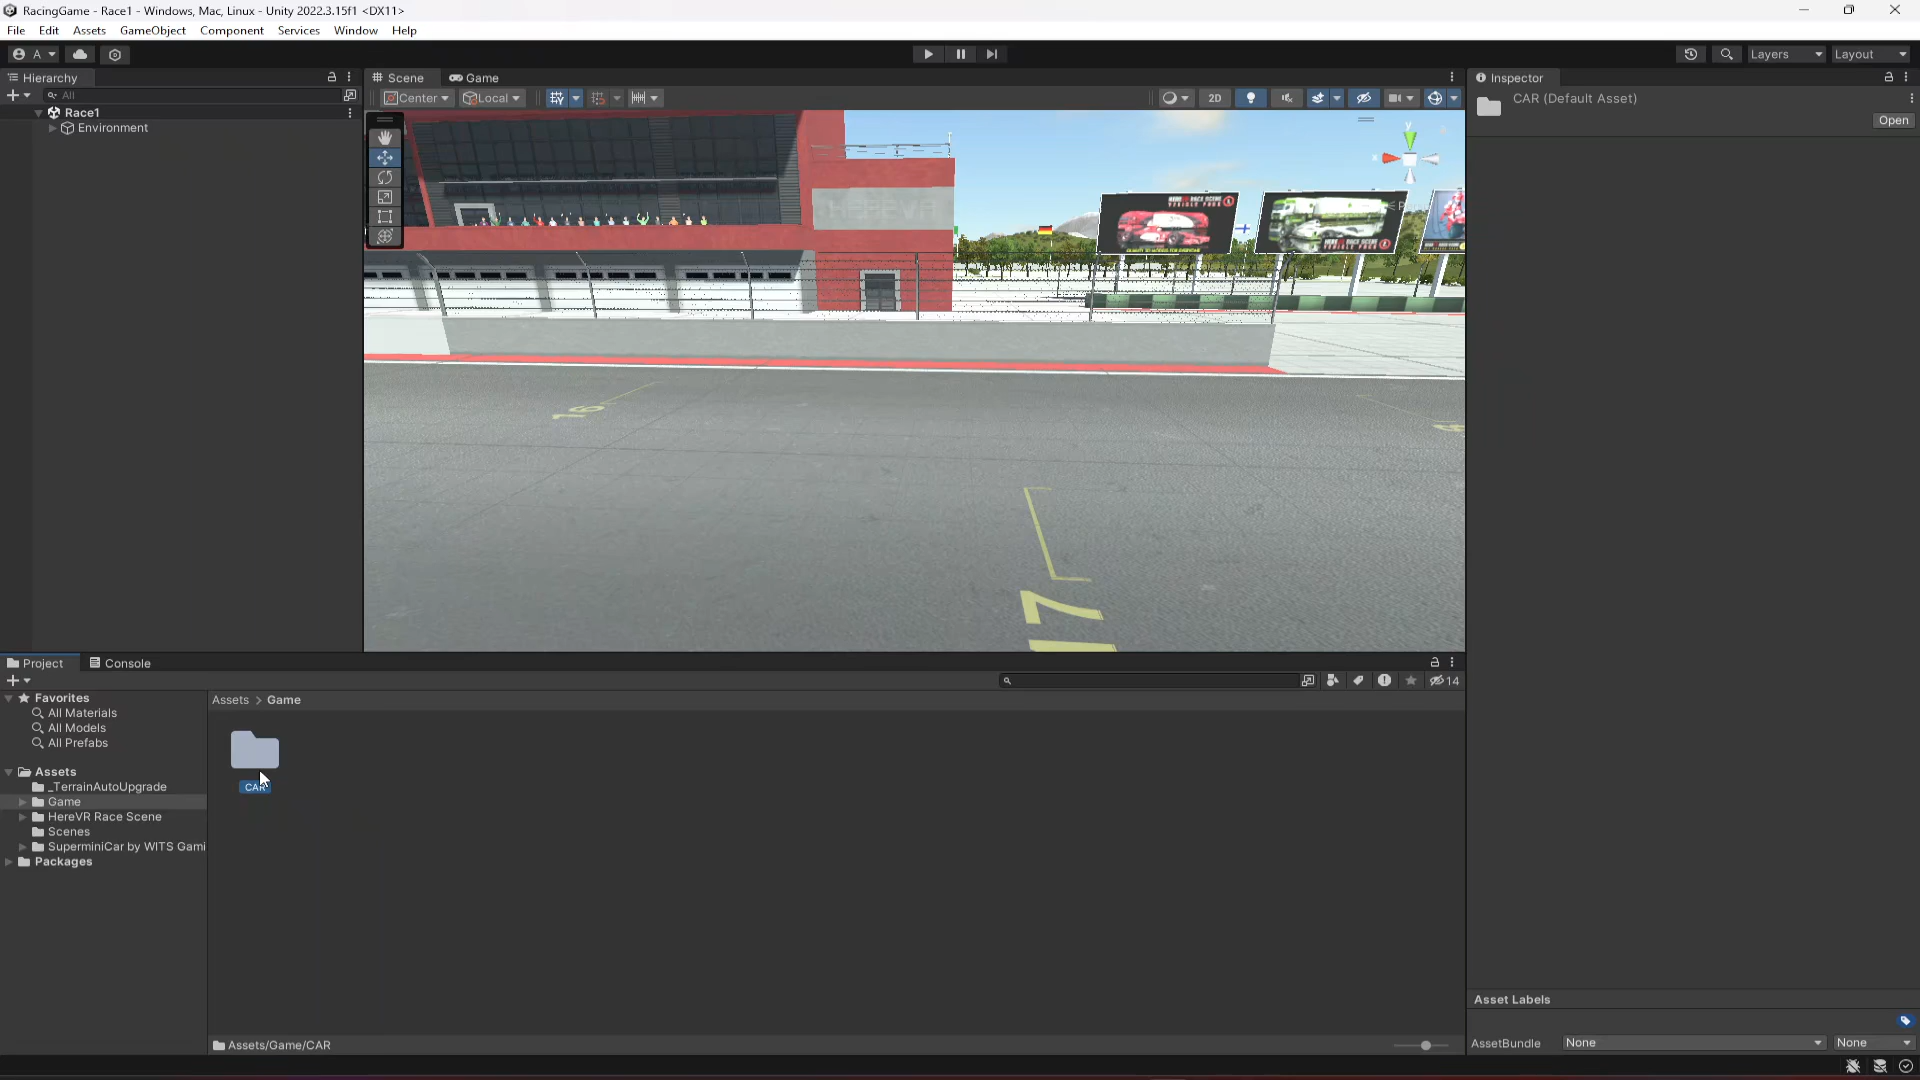 RacingGame - Race1 - Windows, Mac, Linux - Unity 2022.3.15f1 <DX11>
File Edit Assets GameObject Component Services Window Help
A Layers Layout
Hierarchy
All
Race1
Environment
Scene Game
Center Local 2D
y
HEREVR
16
17
Inspector
CAR (Default Asset)
Open
Project Console
14
Favorites
All Materials
All Models
All Prefabs
Assets
_TerrainAutoUpgrade
Game
HereVR Race Scene
Scenes
SuperminiCar by WITS Gami
Packages
Assets > Game
CAR
Assets/Game/CAR
Asset Labels
AssetBundle None None